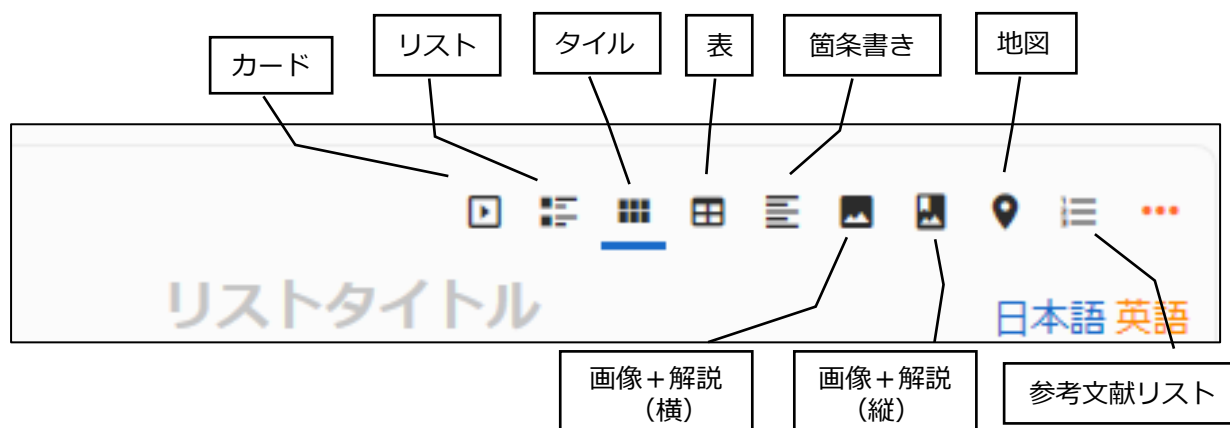 カード
リスト
タイル
表
箇条書き
地図
リストタイトル
日本語 英語
画像＋解説
（横）
画像＋解説
（縦）
参考文献リスト